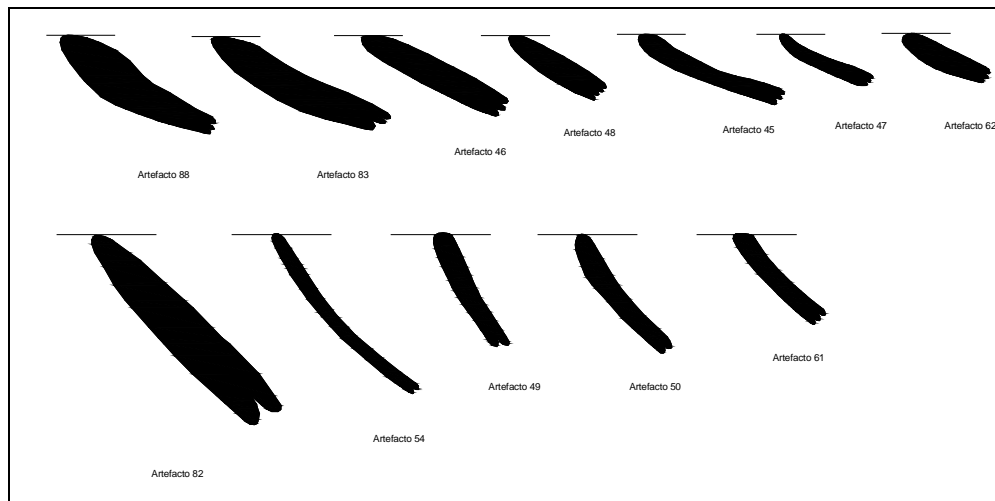 Artefacto 88
Artefacto 83
Artefacto 46
Artefacto 48
Artefacto 45
Artefacto 47
Artefacto 62
Artefacto 82
Artefacto 54
Artefacto 49
Artefacto 50
Artefacto 61